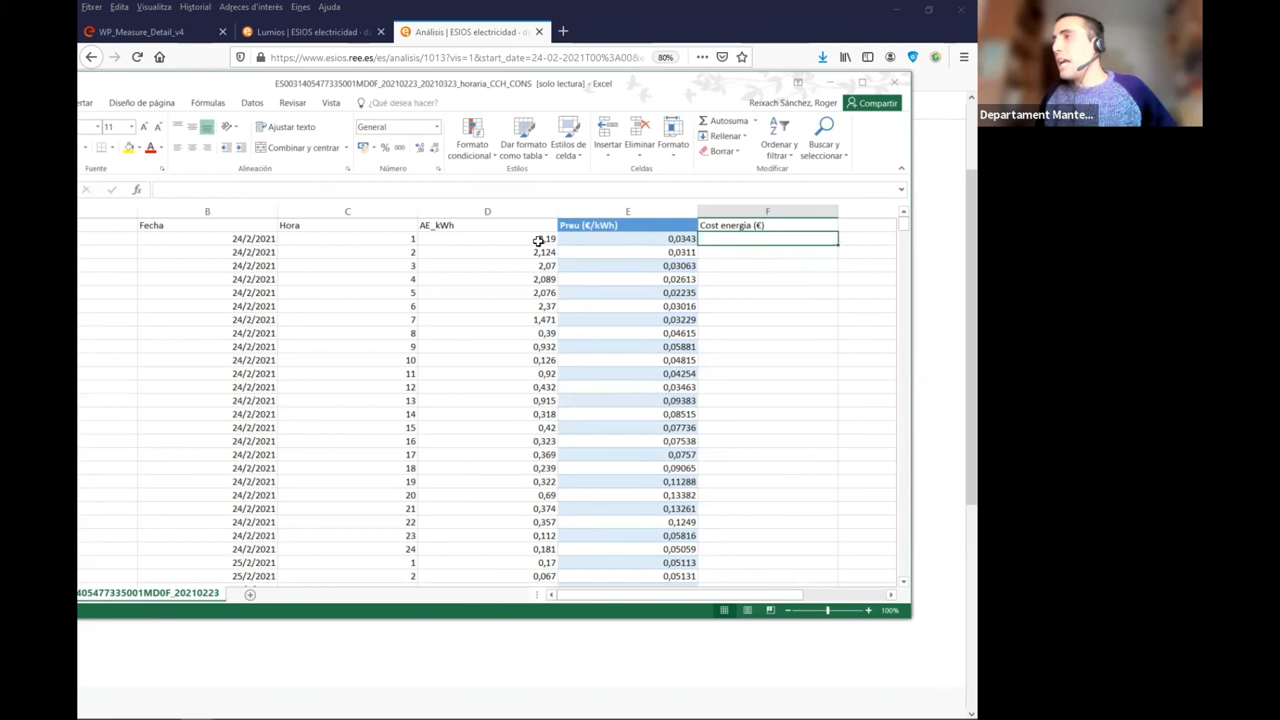 Fitxer Edita Visualitza Historial Adreces d'interès Eines Ajuda
WP_Measure_Detail_v4 Lumios | ESIOS electricidad · da Análisis | ESIOS electricidad · da
https://www.esios.ree.es/es/analisis/1013?vis=1&start_date=24-02-2021T00%3A00& 80%
ES0031405477335001MD0F_20210223_20210323_horaria_CCH_CONS [solo lectura] - Excel
ertar Diseño de página Fórmulas Datos Revisar Vista ¿Qué desea hacer? Reixach Sánchez, Roger Compartir
11 Ajustar texto General Autosuma
Rellenar
Combinar y centrar Formato condicional Dar formato como tabla Estilos de celda Insertar Eliminar Formato Borrar Ordenar y filtrar Buscar y seleccionar
Fuente Alineación Número Estilos Celdas Modificar
fx
B C D E F
Fecha Hora AE_kWh Preu (€/kWh) Cost energia (€)
24/2/2021 1 ,19 0,0343
24/2/2021 2 2,124 0,0311
24/2/2021 3 2,07 0,03063
24/2/2021 4 2,089 0,02613
24/2/2021 5 2,076 0,02235
24/2/2021 6 2,37 0,03016
24/2/2021 7 1,471 0,03229
24/2/2021 8 0,39 0,04615
24/2/2021 9 0,932 0,05881
24/2/2021 10 0,126 0,04815
24/2/2021 11 0,92 0,04254
24/2/2021 12 0,432 0,03463
24/2/2021 13 0,915 0,09383
24/2/2021 14 0,318 0,08515
24/2/2021 15 0,42 0,07736
24/2/2021 16 0,323 0,07538
24/2/2021 17 0,369 0,0757
24/2/2021 18 0,239 0,09065
24/2/2021 19 0,322 0,11288
24/2/2021 20 0,69 0,13382
24/2/2021 21 0,374 0,13261
24/2/2021 22 0,357 0,1249
24/2/2021 23 0,112 0,05816
24/2/2021 24 0,181 0,05059
25/2/2021 1 0,17 0,05113
25/2/2021 2 0,067 0,05131
405477335001MD0F_20210223
100%
Departament Mante...